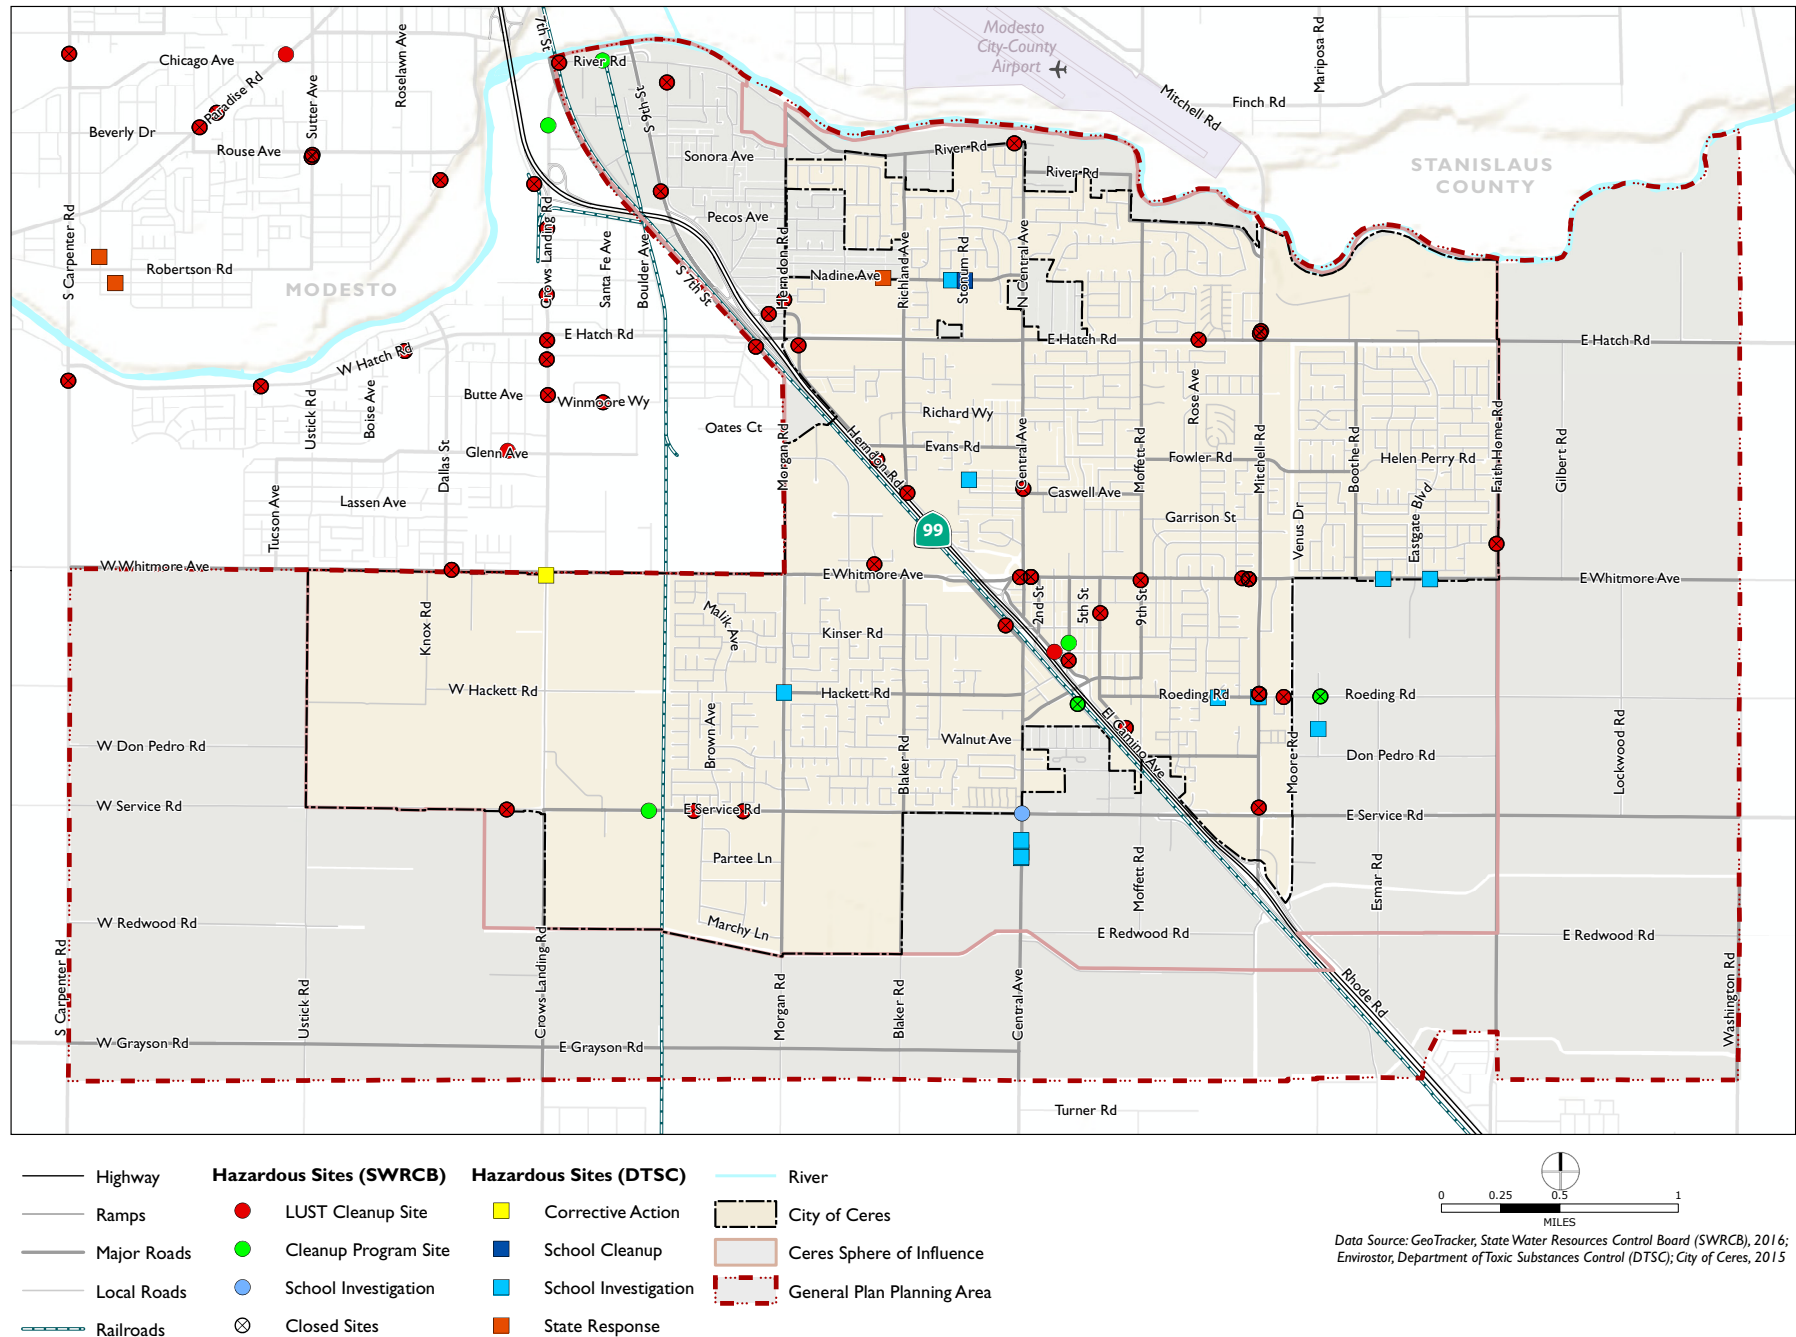 7th St
River Rd
Modesto
City-County
Airport
Mitchell Rd
Finch Rd
Mariposa Rd
Chicago Ave
Paradise Rd
Sutter Ave
Roselawn Ave
Beverly Dr
Rouse Ave
S 9th St
Sonora Ave
River Rd
River Rd
STANISLAUS
COUNTY
Pecos Ave
S Carpenter Rd
Robertson Rd
MODESTO
Crows Landing Rd
Santa Fe Ave
Boulder Ave
S 7th St
Herndon Rd
Nadine Ave
Richland Ave
Stonum Rd
N Central Ave
E Hatch Rd
E Hatch Rd
E Hatch Rd
W Hatch Rd
Ustick Rd
Boise Ave
Butte Ave
Winmoore Wy
Oates Ct
Morgan Rd
Herndon Rd
Richard Wy
Evans Rd
Central Ave
Caswell Ave
Moffett Rd
Rose Ave
Fowler Rd
Mitchell Rd
Boothe Rd
Helen Perry Rd
Faith Home Rd
Gilbert Rd
Glenn Ave
Dallas St
Lassen Ave
Tucson Ave
99
Garrison St
Venus Dr
Eastgate Blvd
W Whitmore Ave
E Whitmore Ave
E Whitmore Ave
2nd St
5th St
9th St
Knox Rd
Malik Ave
Kinser Rd
W Hackett Rd
Hackett Rd
Roeding Rd
Roeding Rd
Brown Ave
Blaker Rd
Walnut Ave
El Camino Ave
Moore Rd
Don Pedro Rd
Lockwood Rd
W Don Pedro Rd
W Service Rd
E Service Rd
E Service Rd
Partee Ln
Moffett Rd
Esmar Rd
W Redwood Rd
Marchy Ln
E Redwood Rd
E Redwood Rd
S Carpenter Rd
Ustick Rd
Crows Landing Rd
Morgan Rd
Blaker Rd
Central Ave
Rhode Rd
Washington Rd
W Grayson Rd
E Grayson Rd
Turner Rd
Highway
Ramps
Major Roads
Local Roads
Railroads
Hazardous Sites (SWRCB)
LUST Cleanup Site
Cleanup Program Site
School Investigation
Closed Sites
Hazardous Sites (DTSC)
Corrective Action
School Cleanup
School Investigation
State Response
River
City of Ceres
Ceres Sphere of Influence
General Plan Planning Area
0 0.25 0.5 1
MILES
Data Source: GeoTracker, State Water Resources Control Board (SWRCB), 2016;
Envirostor, Department of Toxic Substances Control (DTSC); City of Ceres, 2015